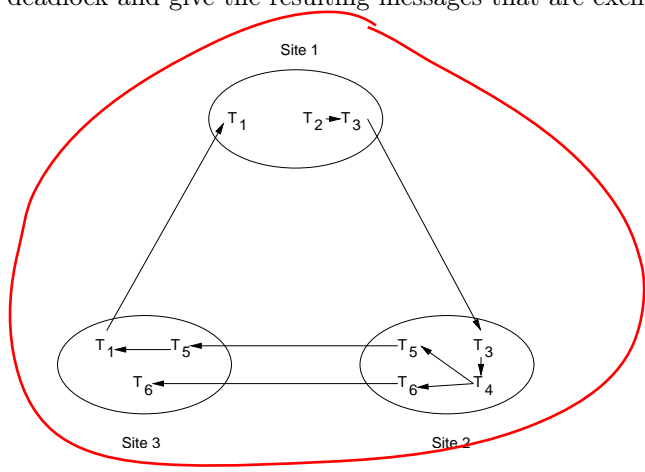 deadlock and give the resulting messages that are
Site 1
T1 T2 T3
T1 T5 T5 T3
T6 T6 T4
Site 3 Site 2